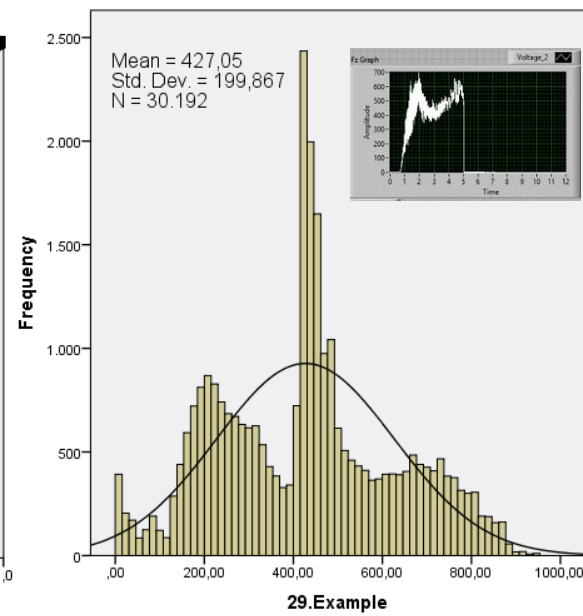 2.500
2.000
1.500
1.000
500
0
Frequency
Mean = 427,05
Std. Dev. = 199,867
N = 30.192
Fz Graph
Voltage_2
700
600
500
400
300
200
100
0
Amplitude
0 1 2 3 4 5 6 7 8 9 10 11 12
Time
,0
,00 200,00 400,00 600,00 800,00 1000,00
29.Example